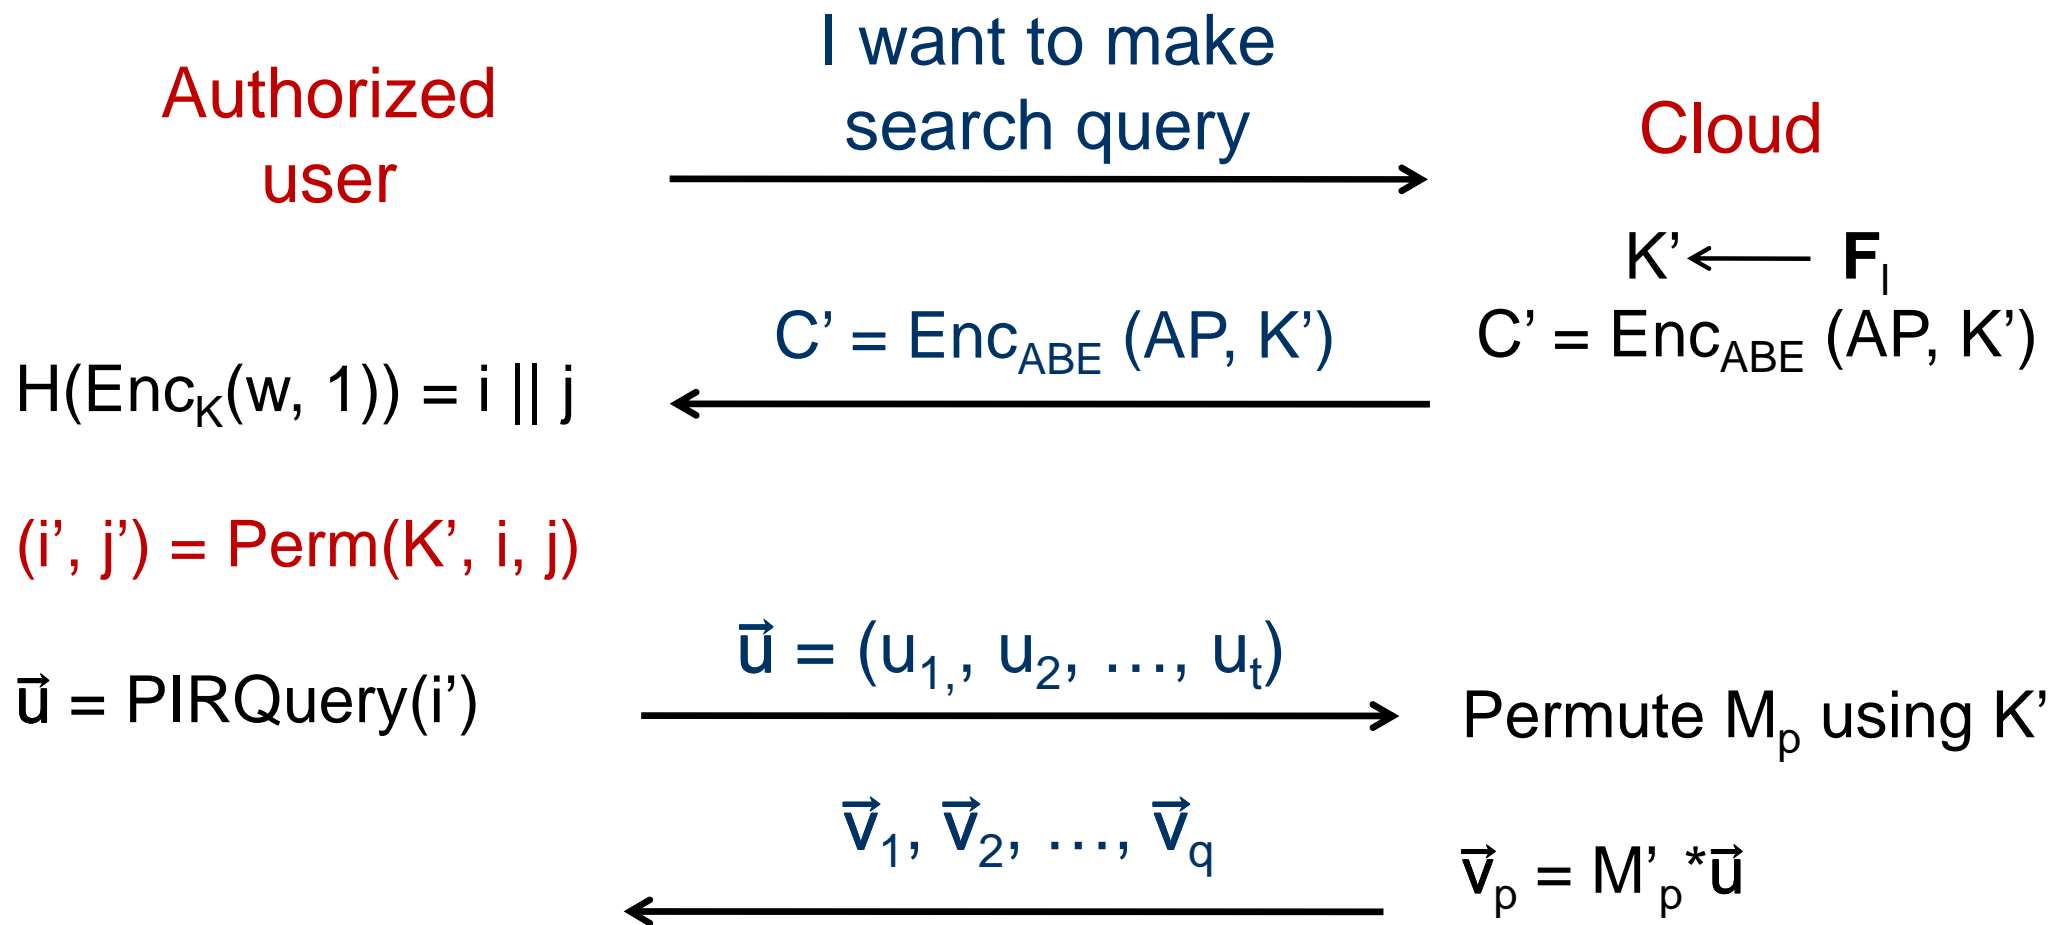 Authorized
user
I want to make
search query
Cloud
K’ ← F_l
C’ = Enc_ABE (AP, K’)
C’ = Enc_ABE (AP, K’)
H(Enc_K(w, 1)) = i || j
(i’, j’) = Perm(K’, i, j)
u⃗ = (u_1,, u_2, …, u_t)
u⃗ = PIRQuery(i’)
Permute M_p using K’
v⃗_1, v⃗_2, …, v⃗_q
v⃗_p = M’_p*u⃗